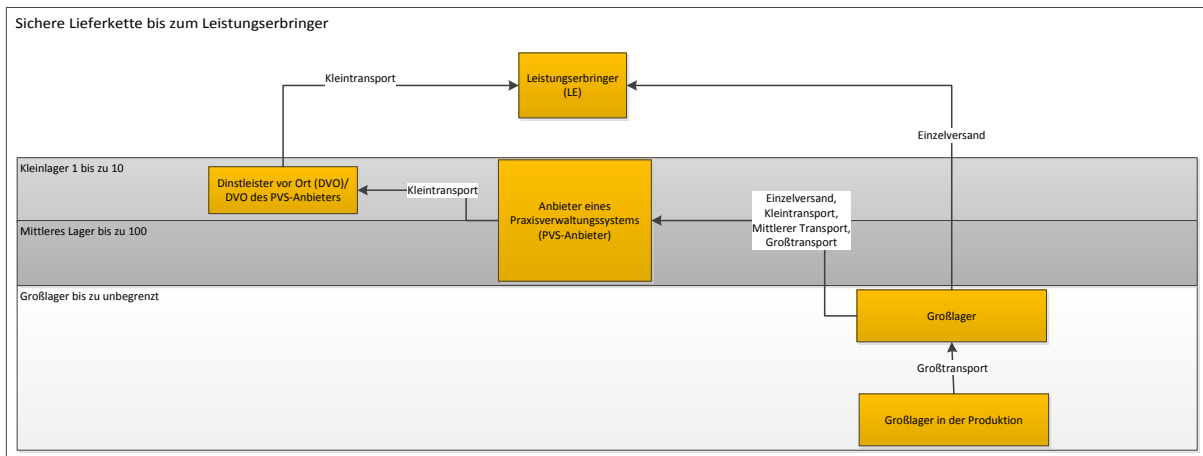 Sichere Lieferkette bis zum Leistungserbringer
Kleintransport
Leistungserbringer
(LE)
Einzelversand
Kleinlager 1 bis zu 10
Dinstleister vor Ort (DVO)/
DVO des PVS-Anbieters
Kleintransport
Anbieter eines
Praxisverwaltungssystems
(PVS-Anbieter)
Einzelversand,
Kleintransport,
Mittlerer Transport,
Großtransport
Mittleres Lager bis zu 100
Großlager bis zu unbegrenzt
Großlager
Großtransport
Großlager in der Produktion